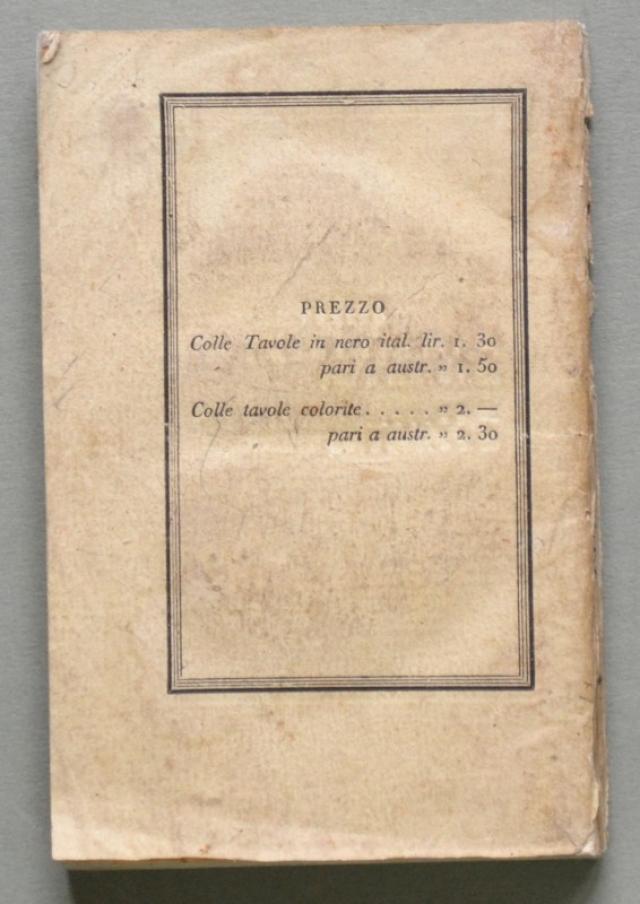 PREZZO
Colle Tavole in nero ital. lir. 1. 30
pari a austr. „ 1. 50
Colle tavole colorite . . . . . „ 2. —
pari a austr. „ 2. 30